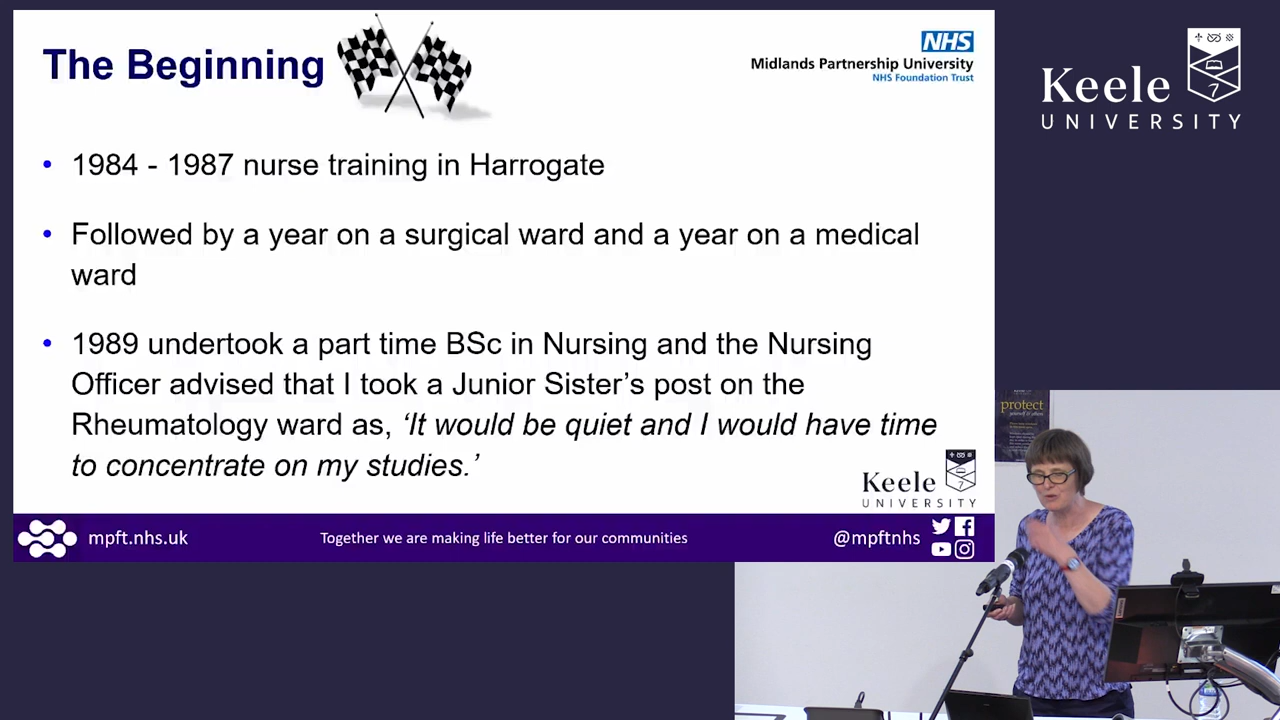 The Beginning
NHS
Midlands Partnership University
NHS Foundation Trust
Keele
UNIVERSITY
• 1984 - 1987 nurse training in Harrogate
• Followed by a year on a surgical ward and a year on a medical
ward
• 1989 undertook a part time BSc in Nursing and the Nursing
Officer advised that I took a Junior Sister’s post on the
Rheumatology ward as, ‘It would be quiet and I would have time
to concentrate on my studies.’
Keele
UNIVERSITY
mpft.nhs.uk
Together we are making life better for our communities
@mpftnhs
protect